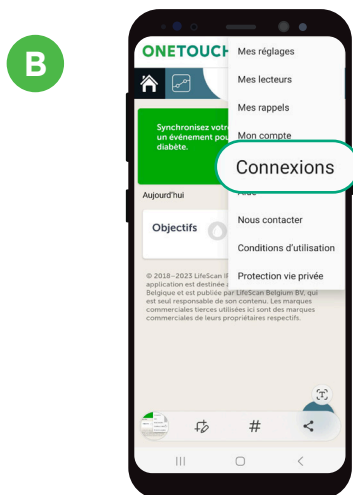 B
ONETOUCH
Mes réglages
Mes lecteurs
Mes rappels
Mon compte
Connexions
Nous contacter
Conditions d'utilisation
Protection vie privée
Synchronisez
un événement
diabète.
Aujourd'hui
Objectifs
© 2018–2023 LifeScan
application est destinée
Belgique et est publiée par LifeScan Belgium BV, qui
est seul responsable de son contenu. Les marques
commerciales tierces utilisées ici sont des marques
commerciales de leurs propriétaires respectifs.
#